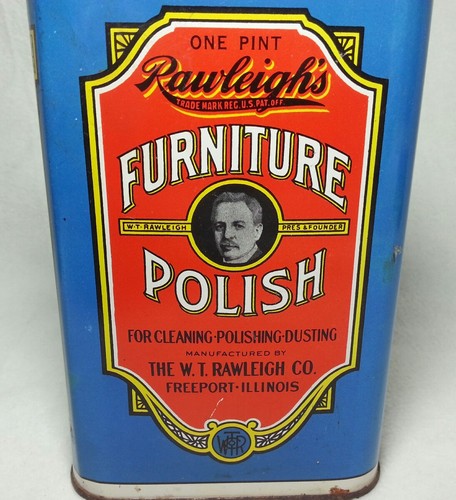 ONE PINT
Rawleigh's
TRADE MARK REG. U.S. PAT. OFF.
FURNITURE
W·T·RAWLEIGH PRES & FOUNDER
POLISH
FOR CLEANING·POLISHING·DUSTING
MANUFACTURED BY
THE W. T. RAWLEIGH CO.
FREEPORT·ILLINOIS